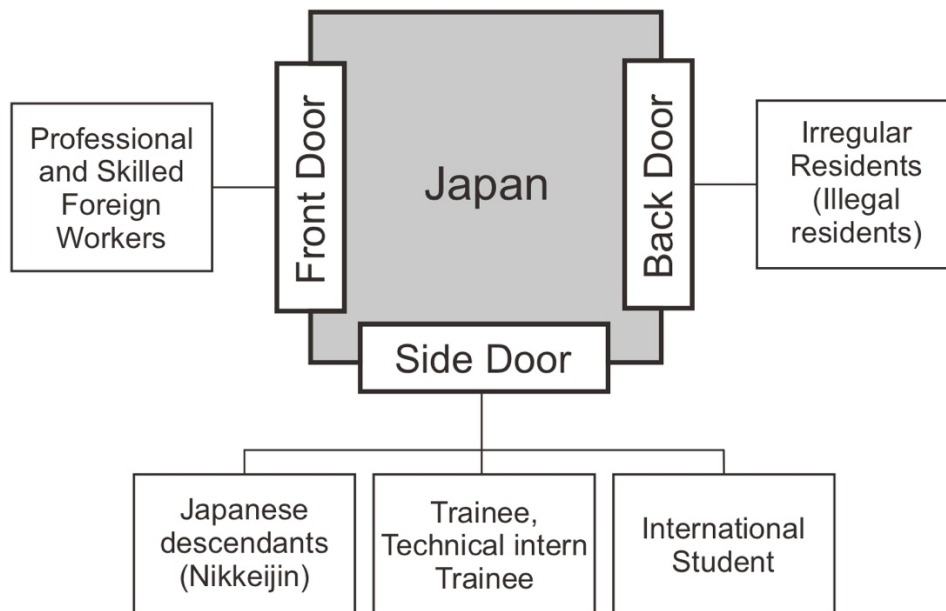 Professional
and Skilled
Foreign
Workers
Front Door
Japan
Back Door
Irregular
Residents
(Illegal
residents)
Side Door
Japanese
descendants
(Nikkeijin)
Trainee,
Technical intern
Trainee
International
Student